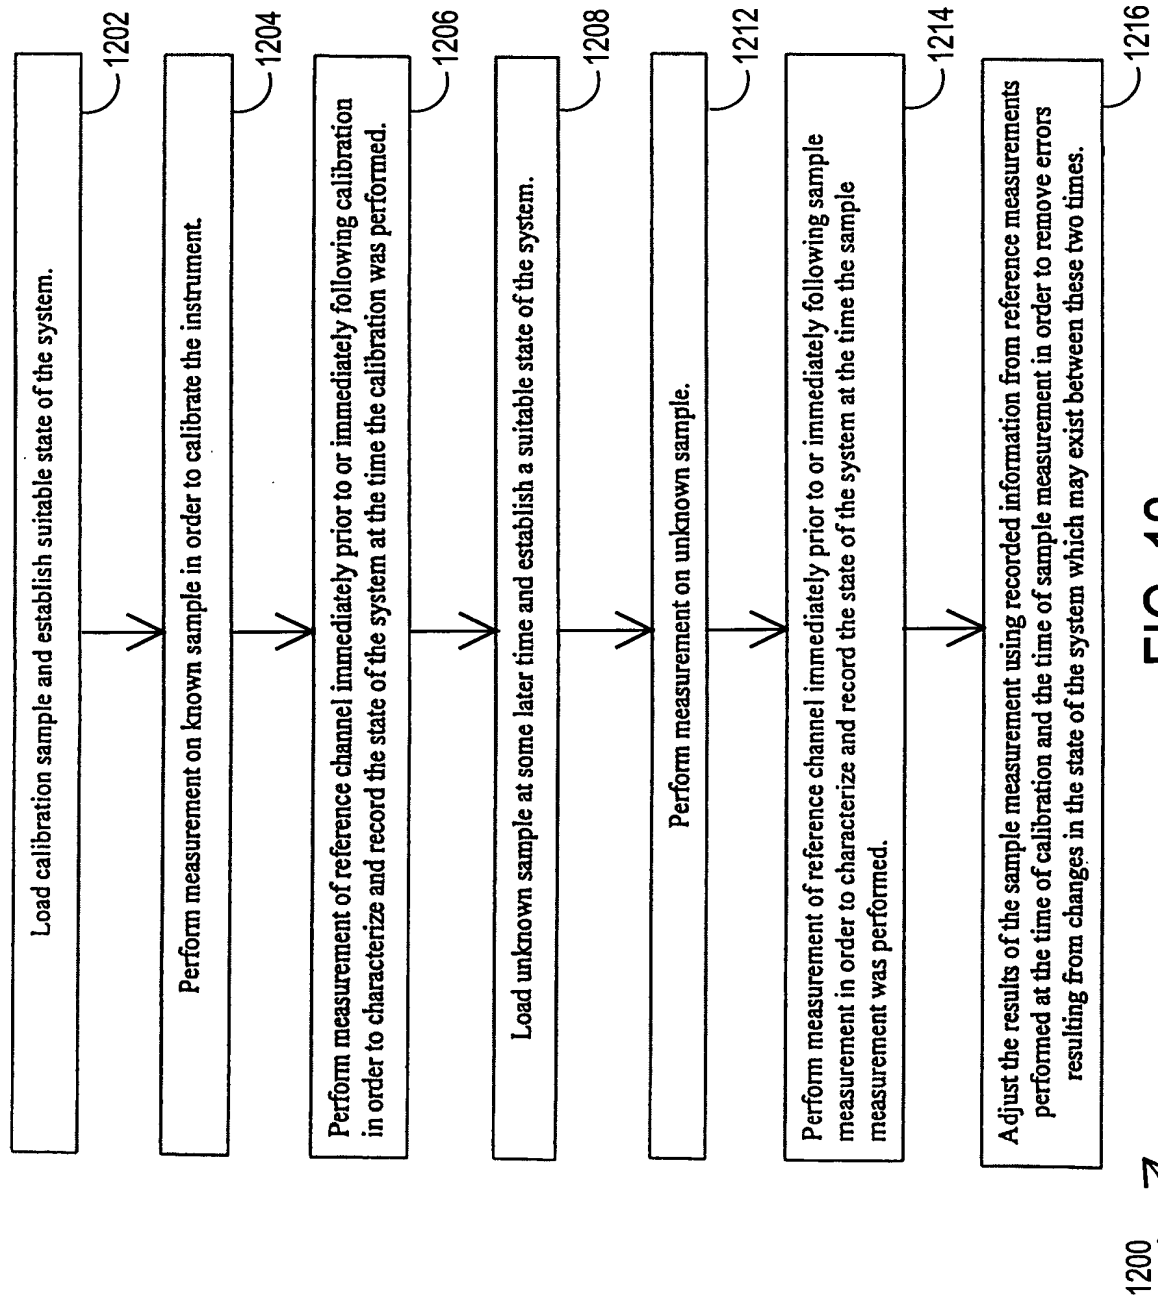 Load calibration sample and establish suitable state of the system.
1202
Perform measurement on known sample in order to calibrate the instrument.
1204
Perform measurement of reference channel immediately prior to or immediately following calibration
in order to characterize and record the state of the system at the time the calibration was performed.
1206
Load unknown sample at some later time and establish a suitable state of the system.
1208
Perform measurement on unknown sample.
1212
Perform measurement of reference channel immediately prior to or immediately following sample
measurement in order to characterize and record the state of the system at the time the sample
measurement was performed.
1214
Adjust the results of the sample measurement using recorded information from reference measurements
performed at the time of calibration and the time of sample measurement in order to remove errors
resulting from changes in the state of the system which may exist between these two times.
1216
1200